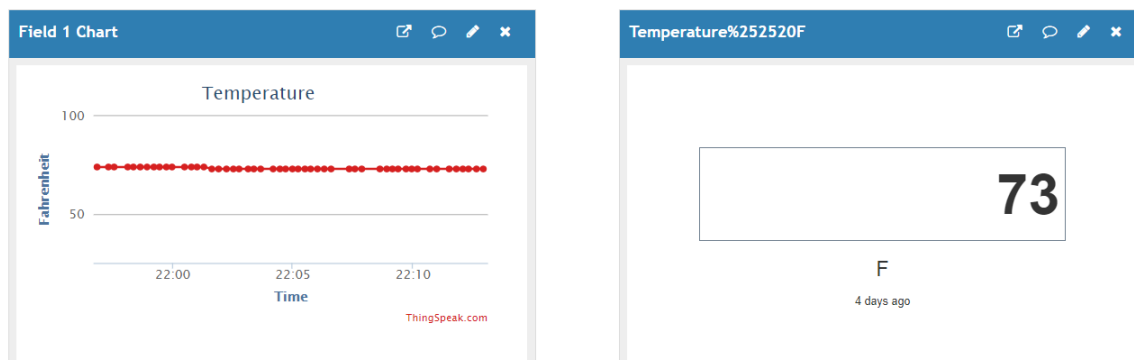 Field 1 Chart
Temperature
100
50
Fahrenheit
22:00 22:05 22:10
Time
ThingSpeak.com
Temperature%252520F
73
F
4 days ago